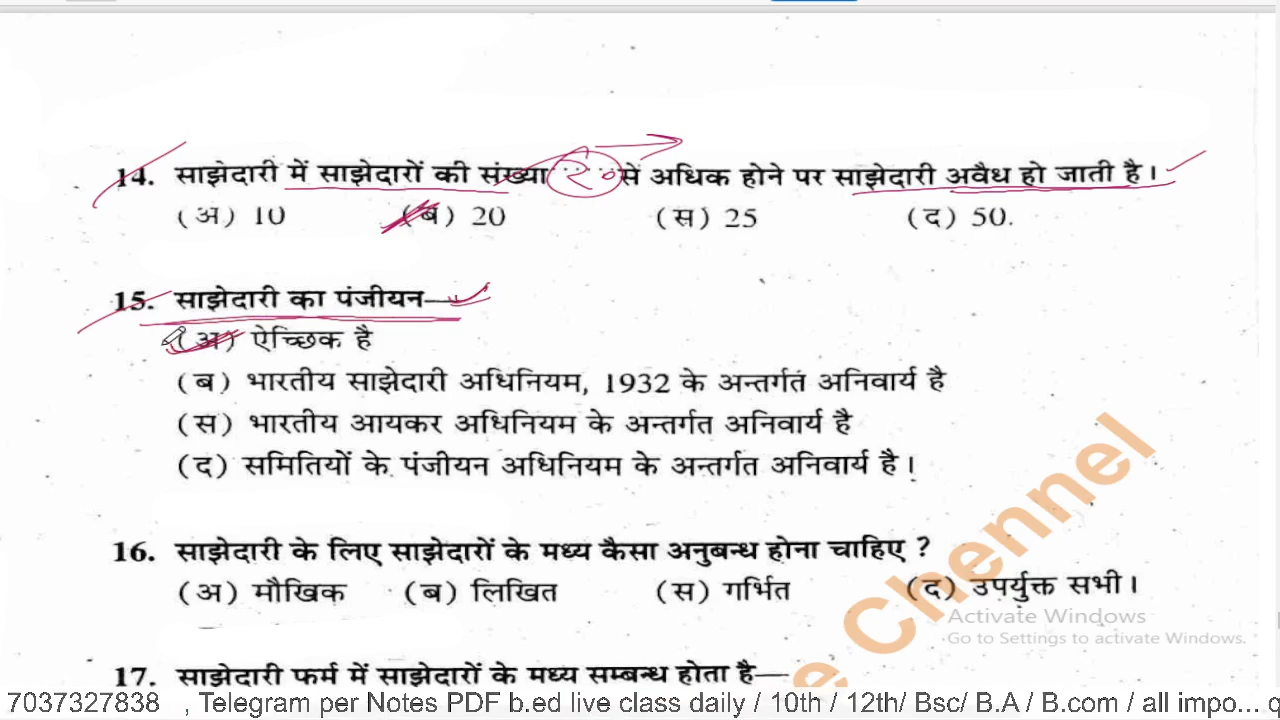 14. साझेदारी में साझेदारों की संख्या ..२०.. से अधिक होने पर साझेदारी अवैध हो जाती है।
(अ) 10 (ब) 20 (स) 25 (द) 50.
15. साझेदारी का पंजीयन—
(अ) ऐच्छिक है
(ब) भारतीय साझेदारी अधिनियम, 1932 के अन्तर्गत अनिवार्य है
(स) भारतीय आयकर अधिनियम के अन्तर्गत अनिवार्य है
(द) समितियों के पंजीयन अधिनियम के अन्तर्गत अनिवार्य है।
16. साझेदारी के लिए साझेदारों के मध्य कैसा अनुबन्ध होना चाहिए ?
(अ) मौखिक (ब) लिखित (स) गर्भित (द) उपर्युक्त सभी।
e Chennel
Activate Windows
Go to Settings to activate Windows.
17. साझेदारी फर्म में साझेदारों के मध्य सम्बन्ध होता है—
7037327838 , Telegram per Notes PDF b.ed live class daily / 10th / 12th/ Bsc/ B.A / B.com / all impo... q